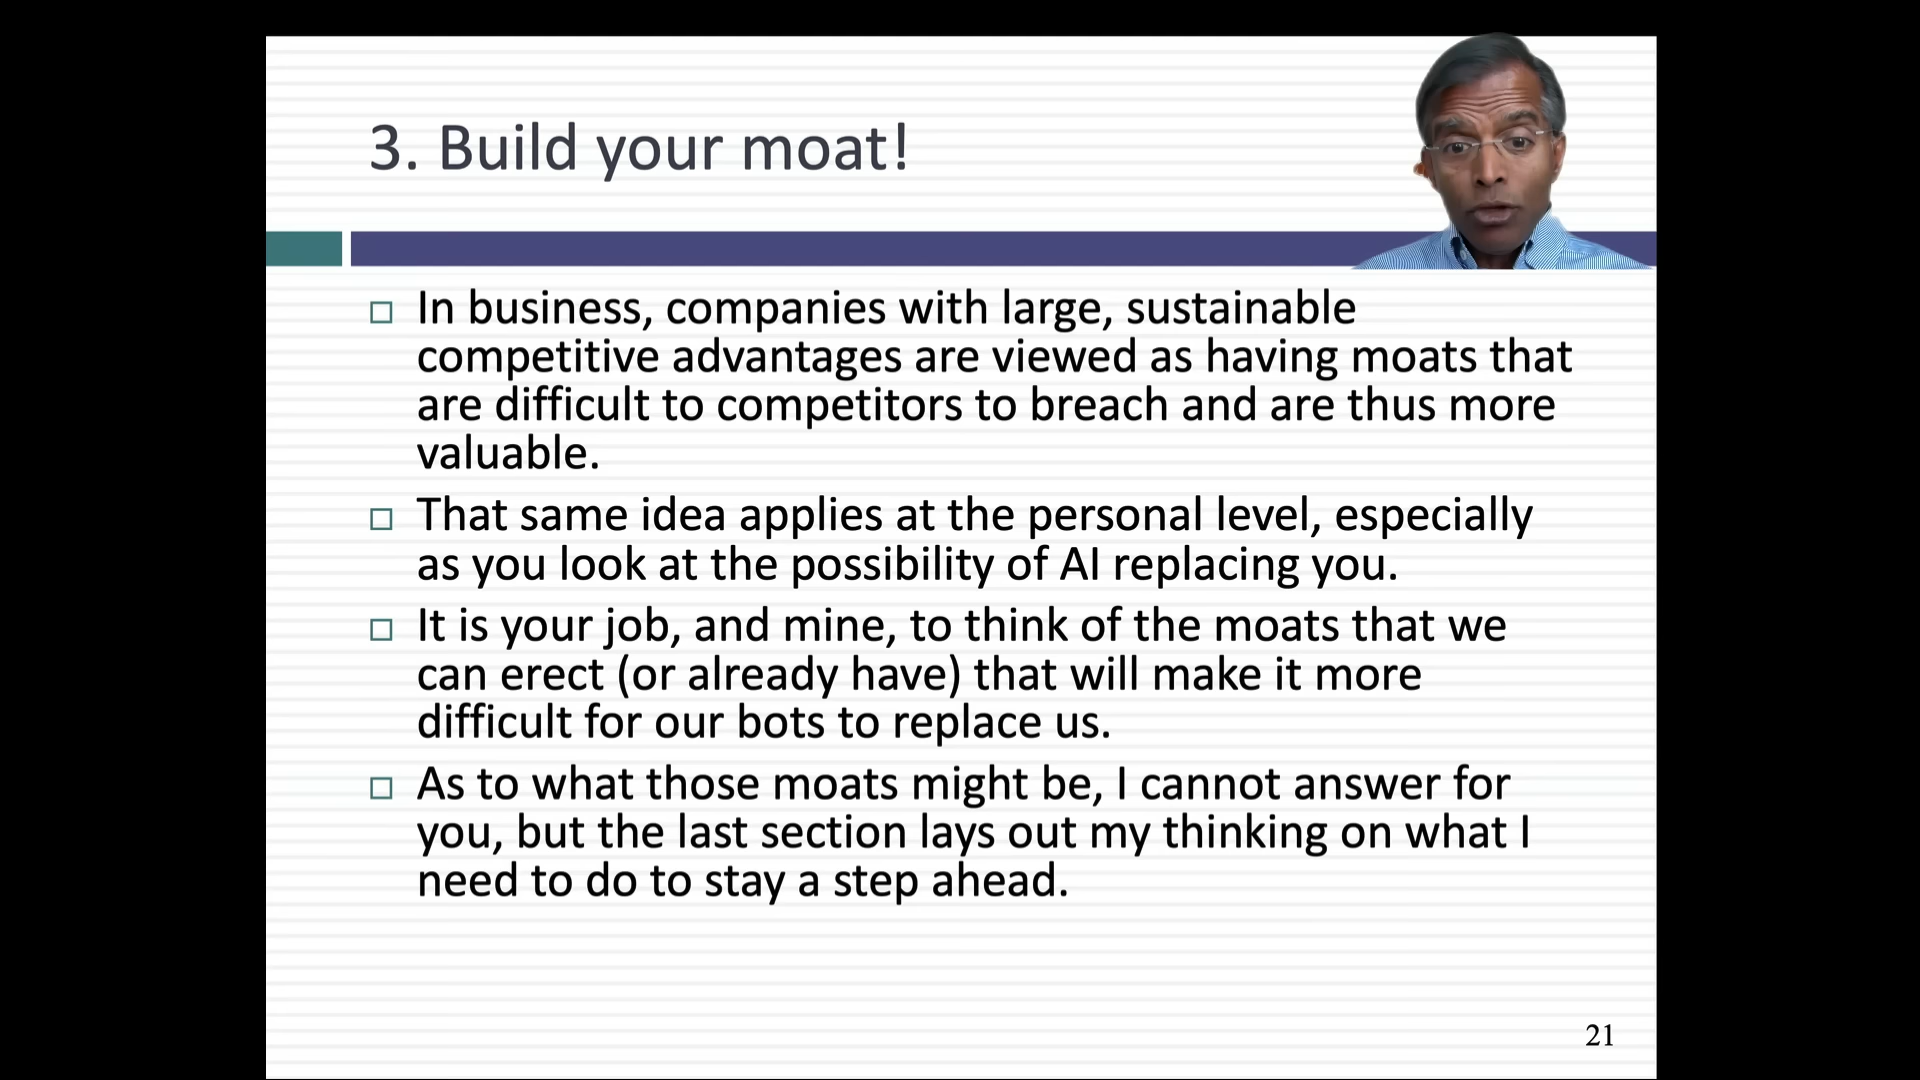 3. Build your moat!
In business, companies with large, sustainable
competitive advantages are viewed as having moats that
are difficult to competitors to breach and are thus more
valuable.
That same idea applies at the personal level, especially
as you look at the possibility of AI replacing you.
It is your job, and mine, to think of the moats that we
can erect (or already have) that will make it more
difficult for our bots to replace us.
As to what those moats might be, I cannot answer for
you, but the last section lays out my thinking on what I
need to do to stay a step ahead.
21